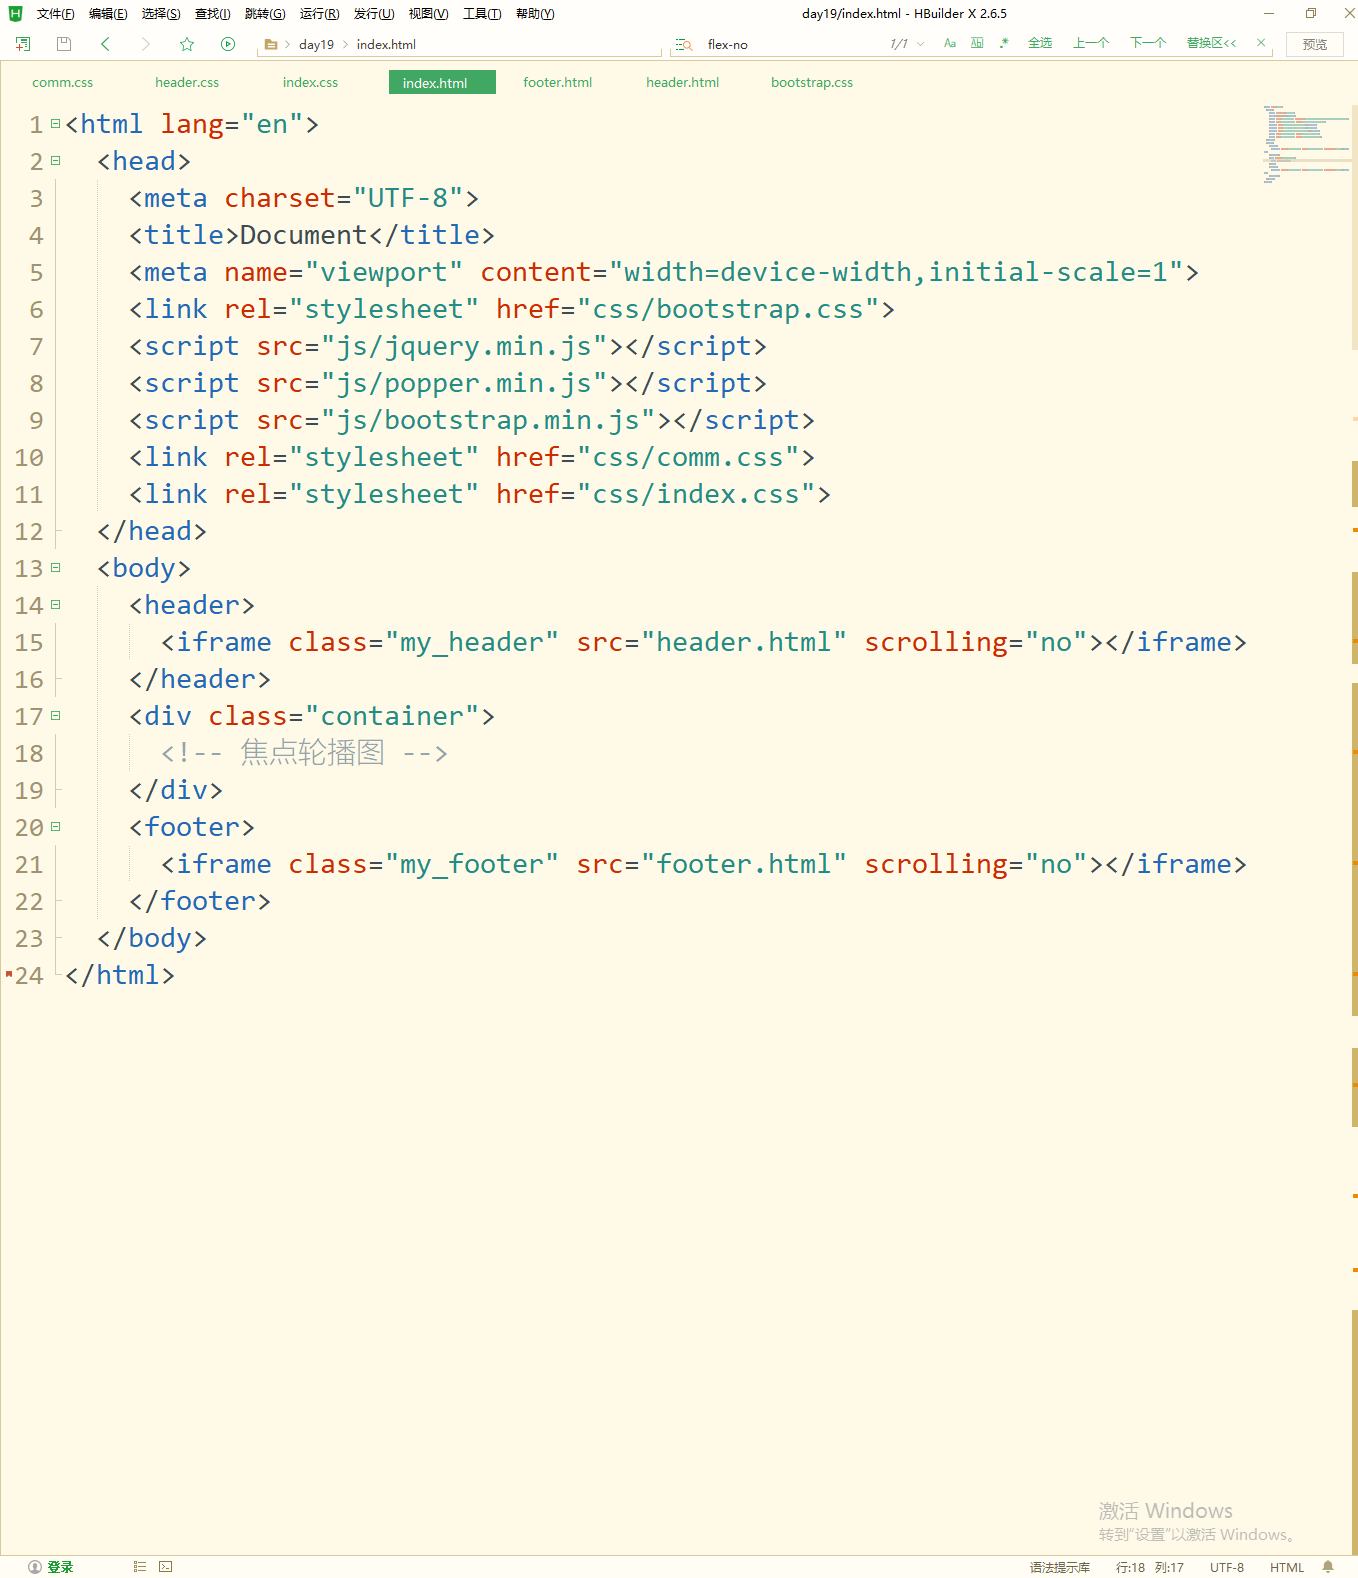 文件(F) 编辑(E) 选择(S) 查找(I) 跳转(G) 运行(R) 发行(U) 视图(V) 工具(T) 帮助(Y) day19/index.html - HBuilder X 2.6.5
day19 index.html flex-no 1/1 Aa 全选 上一个 下一个 替换区<< 预览
comm.css header.css index.css index.html footer.html header.html bootstrap.css
1 <html lang="en">
2 <head>
3 <meta charset="UTF-8">
4 <title>Document</title>
5 <meta name="viewport" content="width=device-width,initial-scale=1">
6 <link rel="stylesheet" href="css/bootstrap.css">
7 <script src="js/jquery.min.js"></script>
8 <script src="js/popper.min.js"></script>
9 <script src="js/bootstrap.min.js"></script>
10 <link rel="stylesheet" href="css/comm.css">
11 <link rel="stylesheet" href="css/index.css">
12 </head>
13 <body>
14 <header>
15 <iframe class="my_header" src="header.html" scrolling="no"></iframe>
16 </header>
17 <div class="container">
18 <!-- 焦点轮播图 -->
19 </div>
20 <footer>
21 <iframe class="my_footer" src="footer.html" scrolling="no"></iframe>
22 </footer>
23 </body>
24 </html>
激活 Windows
转到"设置"以激活 Windows。
登录 语法提示库 行:18 列:17 UTF-8 HTML